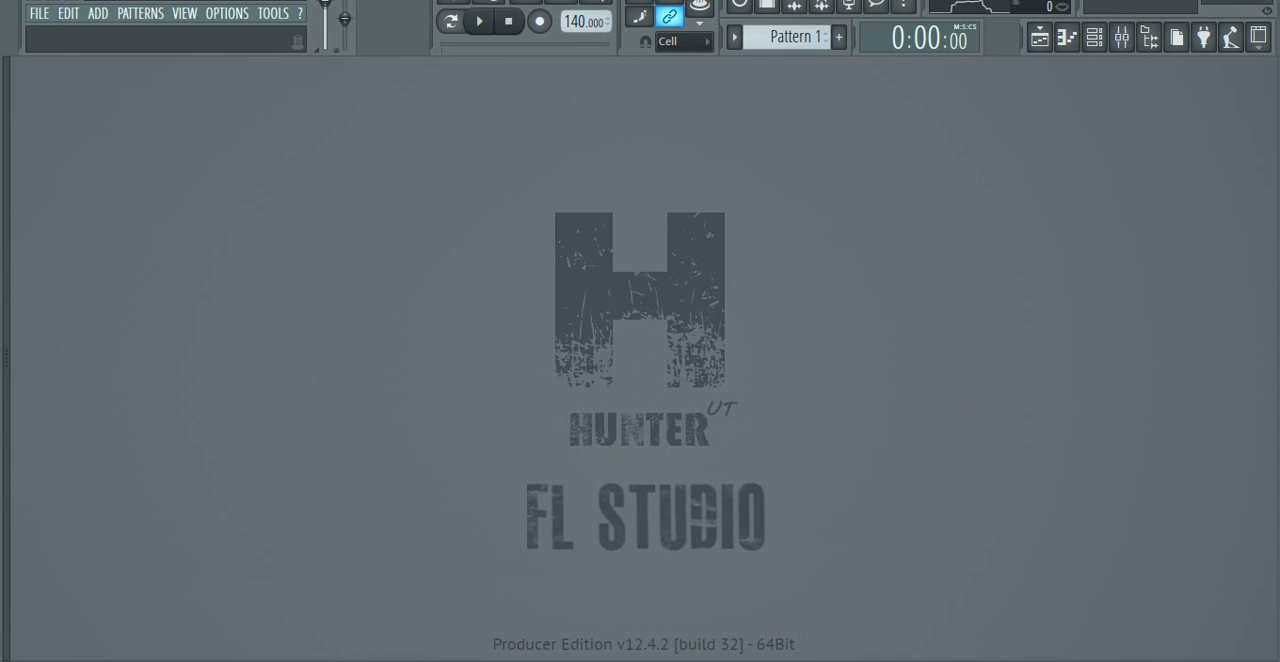 FILE EDIT ADD PATTERNS VIEW OPTIONS TOOLS ?
140.000
0
Cell
Pattern 1
M:S:CS
0:00:00
H
HUNTER UT
FL STUDIO
Producer Edition v12.4.2 [build 32] - 64Bit